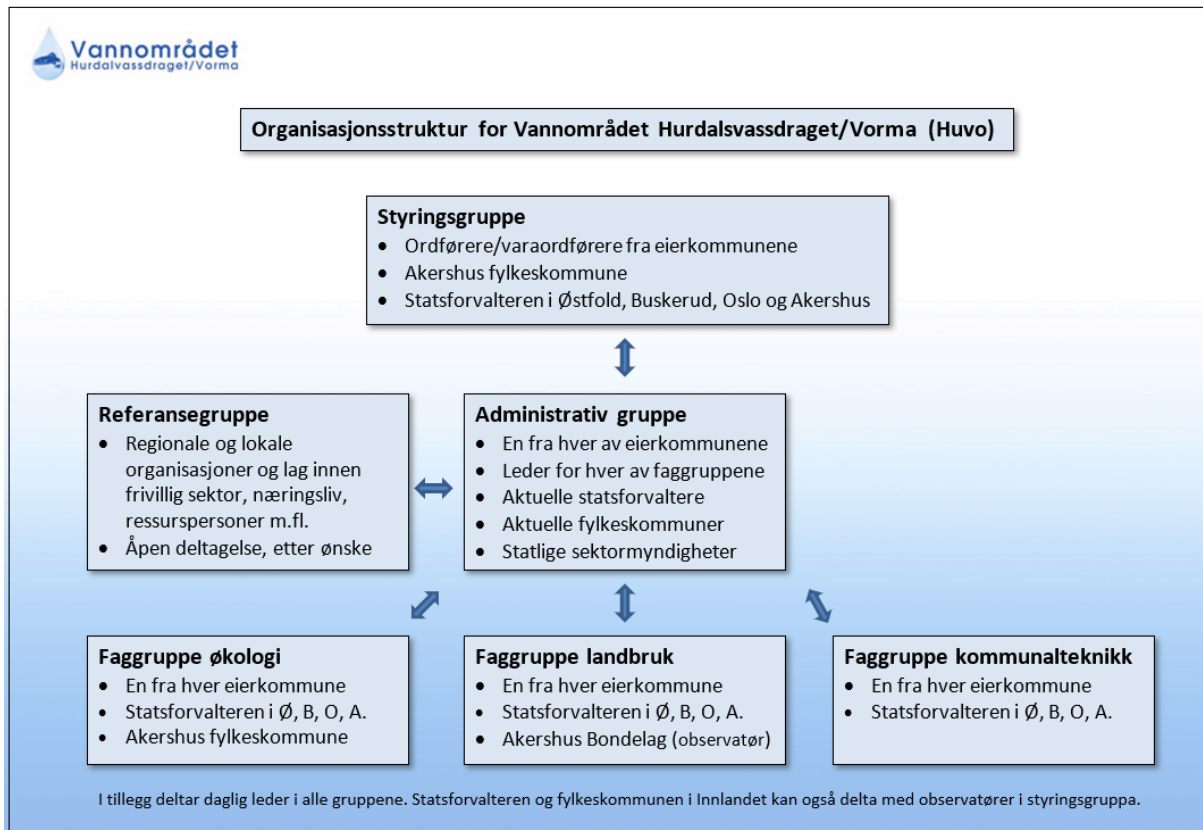 Vannområdet
Hurdalvassdraget/Vorma
Organisasjonsstruktur for Vannområdet Hurdalsvassdraget/Vorma (Huvo)
Styringsgruppe
• Ordførere/varaordførere fra eierkommunene
• Akershus fylkeskommune
• Statsforvalteren i Østfold, Buskerud, Oslo og Akershus
Referansegruppe
• Regionale og lokale
organisasjoner og lag innen
frivillig sektor, næringsliv,
ressurspersoner m.fl.
• Åpen deltagelse, etter ønske
Administrativ gruppe
• En fra hver av eierkommunene
• Leder for hver av faggruppene
• Aktuelle statsforvaltere
• Aktuelle fylkeskommuner
• Statlige sektormyndigheter
Faggruppe økologi
• En fra hver eierkommune
• Statsforvalteren i Ø, B, O, A.
• Akershus fylkeskommune
Faggruppe landbruk
• En fra hver eierkommune
• Statsforvalteren i Ø, B, O, A.
• Akershus Bondelag (observatør)
Faggruppe kommunalteknikk
• En fra hver eierkommune
• Statsforvalteren i Ø, B, O, A.
I tillegg deltar daglig leder i alle gruppene. Statsforvalteren og fylkeskommunen i Innlandet kan også delta med observatører i styringsgruppa.